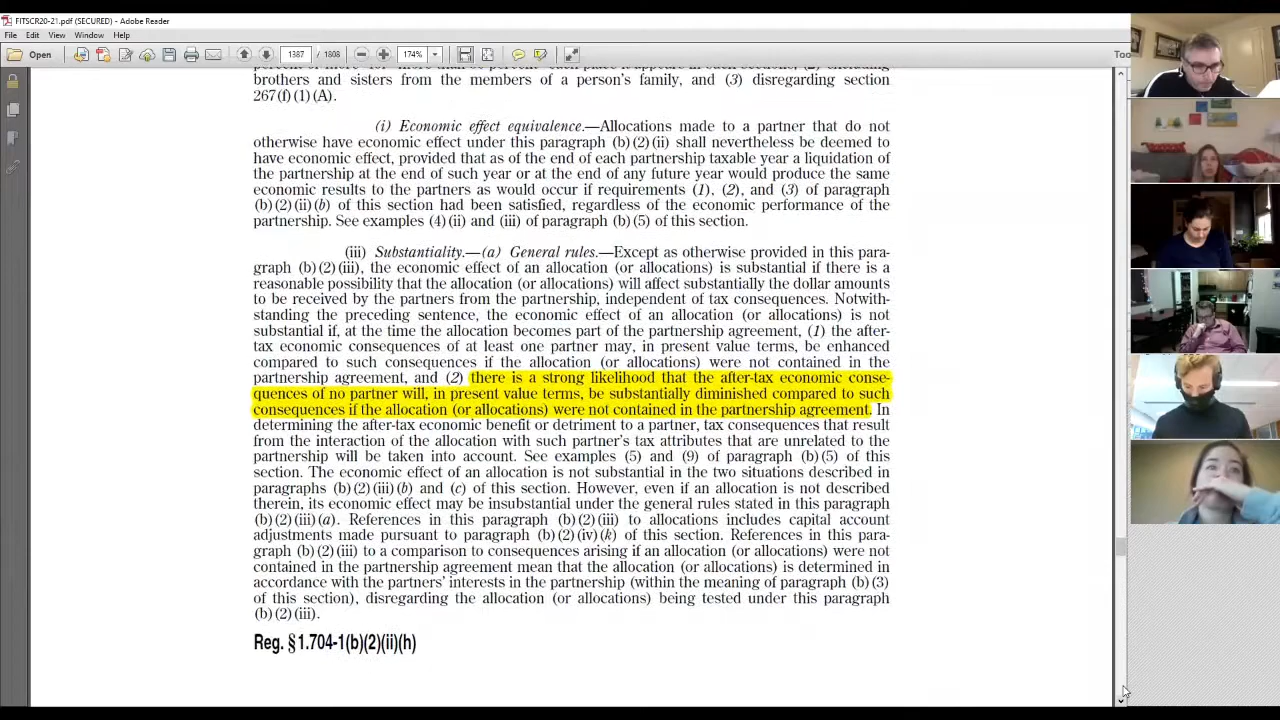 FITSCR20-21.pdf (SECURED) - Adobe Reader
File Edit View Window Help
Open 1387 / 1808 174% Too
267(f)(1)(A).
brothers and sisters from the members of a person's family, and (3) disregarding section
(i) Economic effect equivalence.—Allocations made to a partner that do not
otherwise have economic effect under this paragraph (b)(2)(ii) shall nevertheless be deemed to
have economic effect, provided that as of the end of each partnership taxable year a liquidation of
the partnership at the end of such year or at the end of any future year would produce the same
economic results to the partners as would occur if requirements (1), (2), and (3) of paragraph
(b)(2)(ii)(b) of this section had been satisfied, regardless of the economic performance of the
partnership. See examples (4)(ii) and (iii) of paragraph (b)(5) of this section.
(iii) Substantiality.—(a) General rules.—Except as otherwise provided in this para-
graph (b)(2)(iii), the economic effect of an allocation (or allocations) is substantial if there is a
reasonable possibility that the allocation (or allocations) will affect substantially the dollar amounts
to be received by the partners from the partnership, independent of tax consequences. Notwith-
standing the preceding sentence, the economic effect of an allocation (or allocations) is not
substantial if, at the time the allocation becomes part of the partnership agreement, (1) the after-
tax economic consequences of at least one partner may, in present value terms, be enhanced
compared to such consequences if the allocation (or allocations) were not contained in the
partnership agreement, and (2) there is a strong likelihood that the after-tax economic conse-
quences of no partner will, in present value terms, be substantially diminished compared to such
consequences if the allocation (or allocations) were not contained in the partnership agreement. In
determining the after-tax economic benefit or detriment to a partner, tax consequences that result
from the interaction of the allocation with such partner's tax attributes that are unrelated to the
partnership will be taken into account. See examples (5) and (9) of paragraph (b)(5) of this
section. The economic effect of an allocation is not substantial in the two situations described in
paragraphs (b)(2)(iii)(b) and (c) of this section. However, even if an allocation is not described
therein, its economic effect may be insubstantial under the general rules stated in this paragraph
(b)(2)(iii)(a). References in this paragraph (b)(2)(iii) to allocations includes capital account
adjustments made pursuant to paragraph (b)(2)(iv)(k) of this section. References in this para-
graph (b)(2)(iii) to a comparison to consequences arising if an allocation (or allocations) were not
contained in the partnership agreement mean that the allocation (or allocations) is determined in
accordance with the partners' interests in the partnership (within the meaning of paragraph (b)(3)
of this section), disregarding the allocation (or allocations) being tested under this paragraph
(b)(2)(iii).
Reg. §1.704-1(b)(2)(ii)(h)